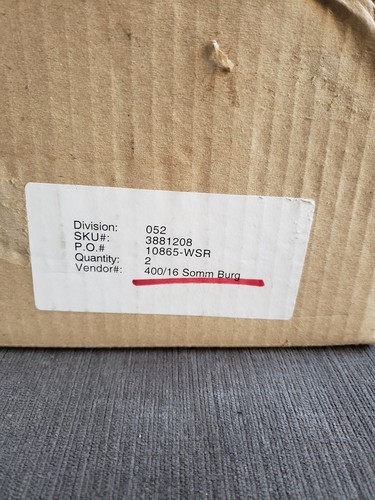 Division: 052
SKU#: 3881208
P.O.# 10865-WSR
Quantity: 2
Vendor#: 400/16 Somm Burg